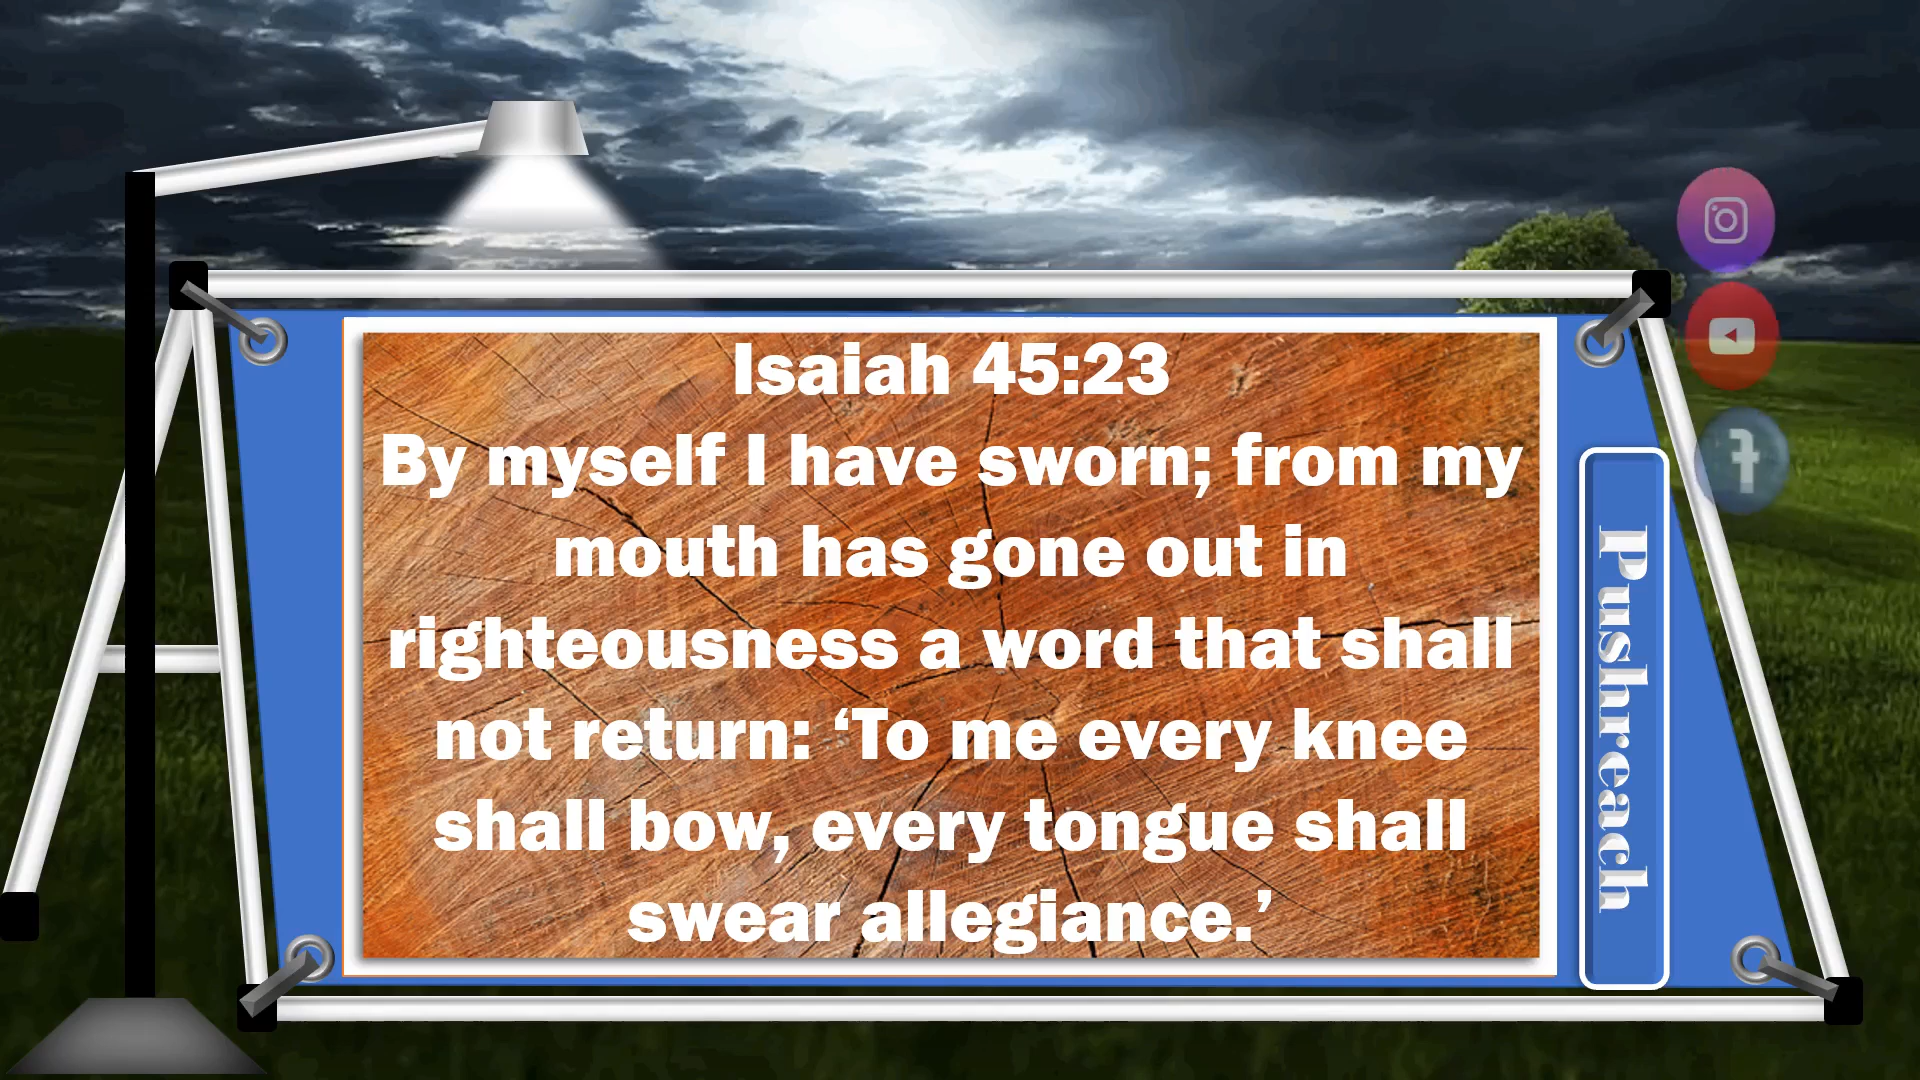 Isaiah 45:23
By myself I have sworn; from my
mouth has gone out in
righteousness a word that shall
not return: ‘To me every knee
shall bow, every tongue shall
swear allegiance.’
Pushreach